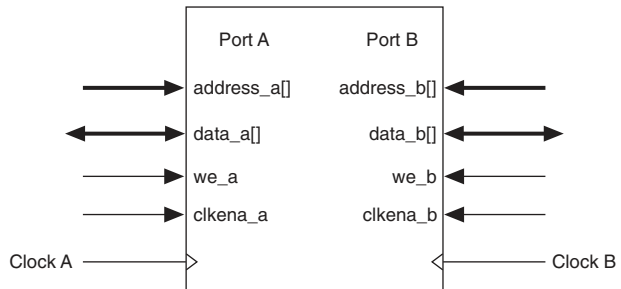 Port A Port B
address_a[] address_b[]
data_a[] data_b[]
we_a we_b
clkena_a clkena_b
Clock A Clock B